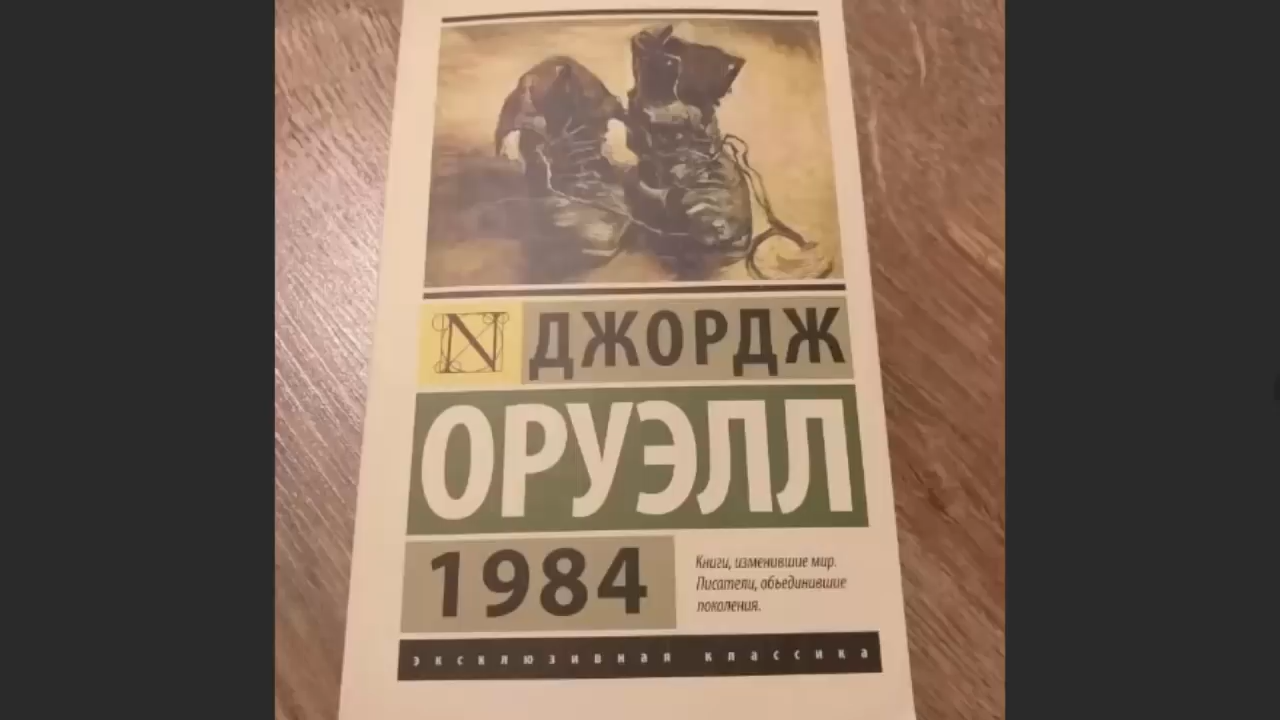 N ДЖОРДЖ
ОРУЭЛЛ
1984
Книги, изменившие мир.
Писатели, объединившие
поколения.
эксклюзивная классика